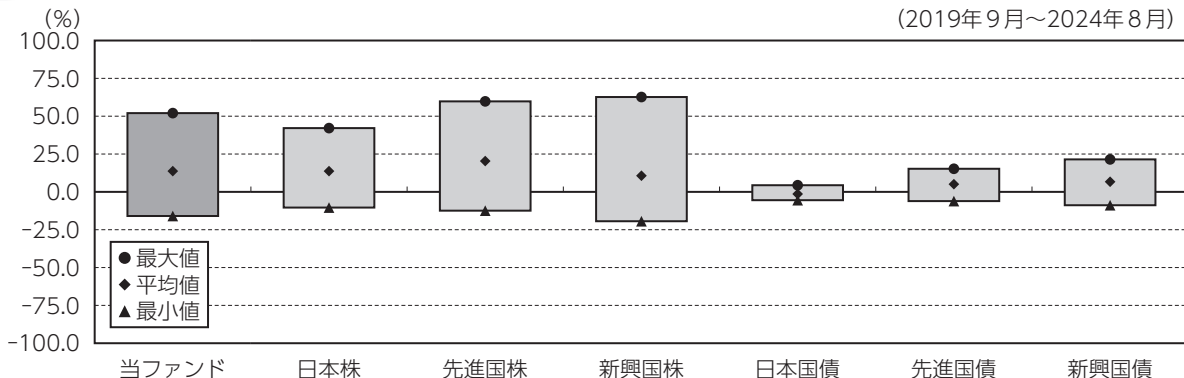 (%)
(2019年9月～2024年8月)
100.0
75.0
50.0
25.0
0.0
-25.0
-50.0
-75.0
-100.0
●最大値
◆平均値
▲最小値
当ファンド 日本株 先進国株 新興国株 日本国債 先進国債 新興国債